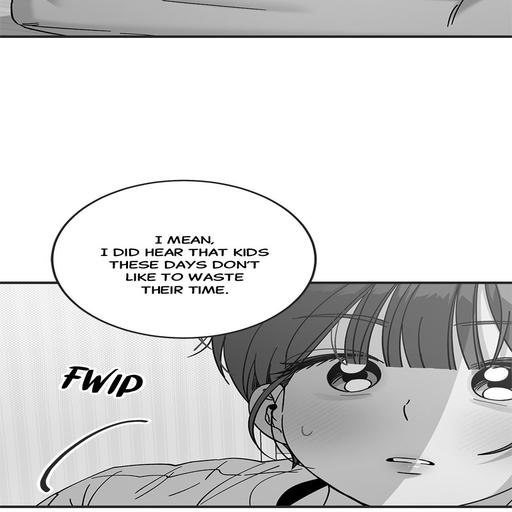 I MEAN,
I DID HEAR THAT KIDS
THESE DAYS DON'T
LIKE TO WASTE
THEIR TIME.
FWIP